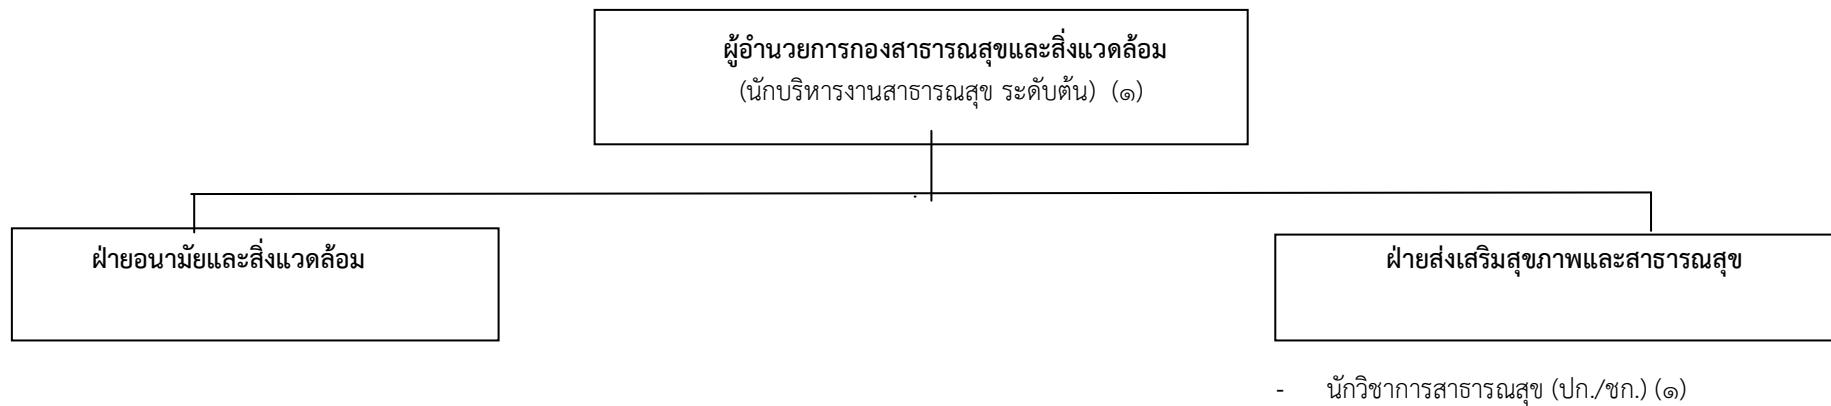 ผู้อำนวยการกองสาธารณสุขและสิ่งแวดล้อม
(นักบริหารงานสาธารณสุข ระดับต้น) (๑)
ฝ่ายอนามัยและสิ่งแวดล้อม
ฝ่ายส่งเสริมสุขภาพและสาธารณสุข
- นักวิชาการสาธารณสุข (ปก./ชก.) (๑)